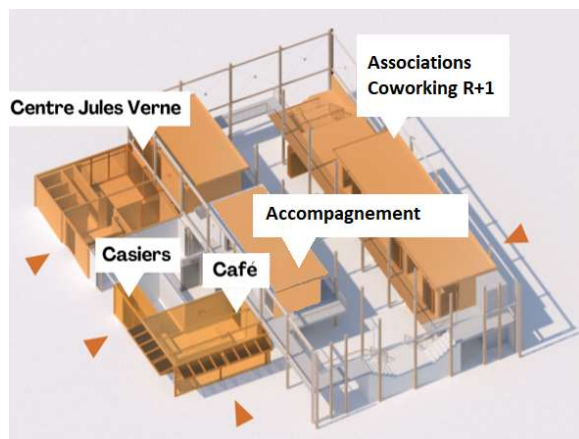 Associations
Coworking R+1
Centre Jules Verne
Accompagnement
Casiers
Café